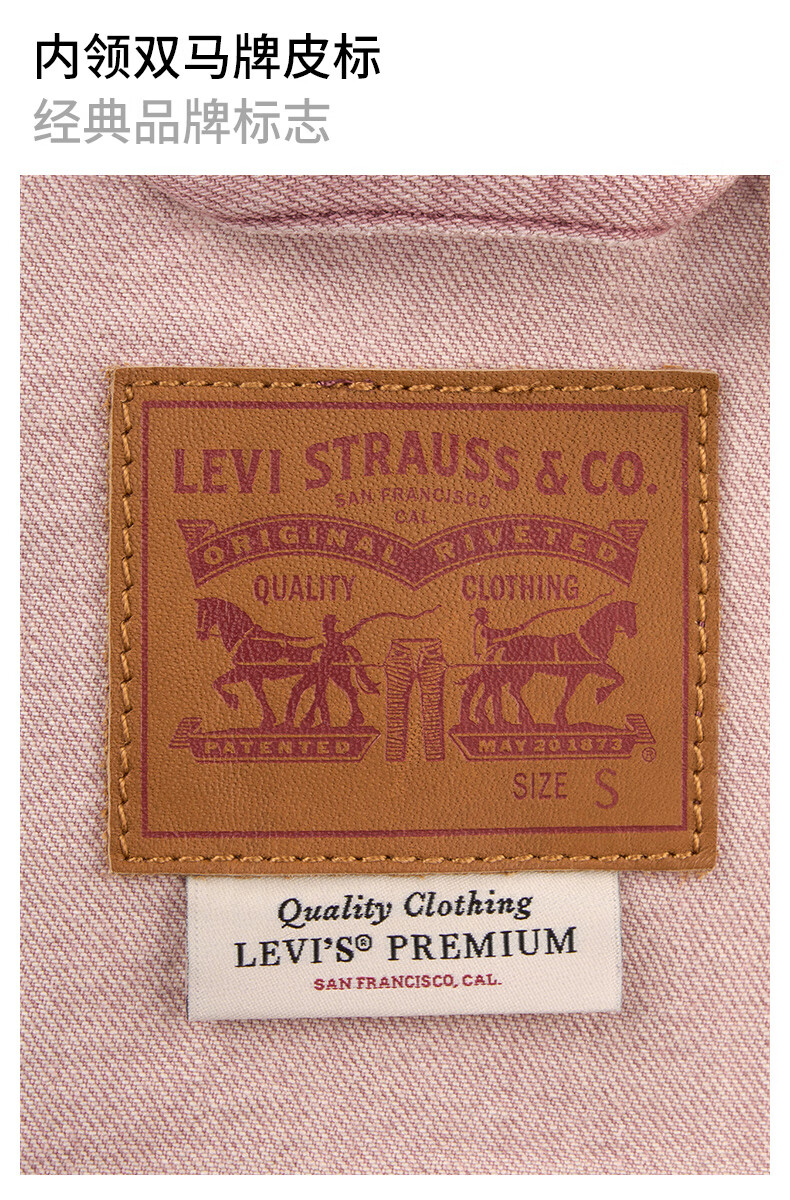 内领双马牌皮标
经典品牌标志
LEVI STRAUSS & CO.
SAN FRANCISCO
CAL.
ORIGINAL RIVETED
QUALITY CLOTHING
PATENTED MAY 20 1873 ®
SIZE S
Quality Clothing
LEVI'S® PREMIUM
SAN FRANCISCO, CAL.